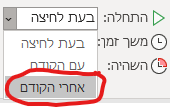 התחלה: בעת לחיצה
בעת לחיצה
משך זמן:
עם הקודם
השהיה:
אחרי הקודם